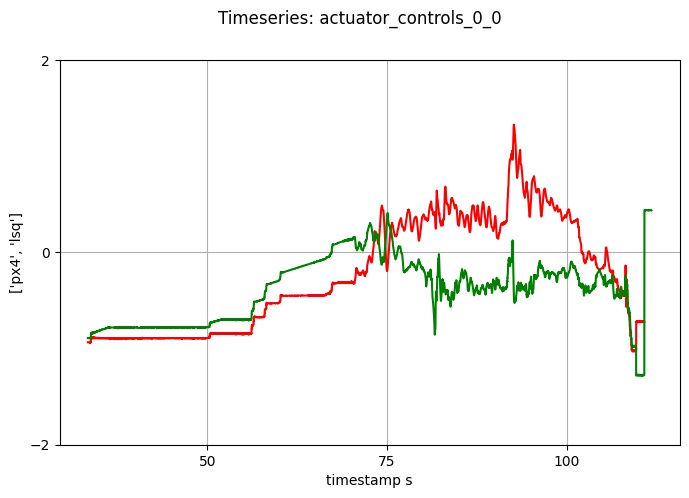 Timeseries: actuator_controls_0_0
2
0
−2
['px4', 'lsq']
50
75
100
timestamp s